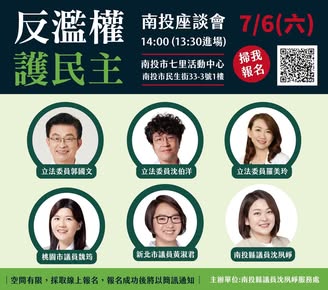 反濫權
護民主
南投座談會
14:00 (13:30進場)
南投市七里活動中心
南投市民生街33-3號1樓
7/6(六)
掃我
報名
立法委員郭國文
立法委員沈伯洋
立法委員羅美玲
桃園市議員魏筠
新北市議員黃淑君
南投縣議員沈夙崢
空間有限，採取線上報名，報名成功後將以簡訊通知
主辦單位:南投縣議員沈夙崢服務處